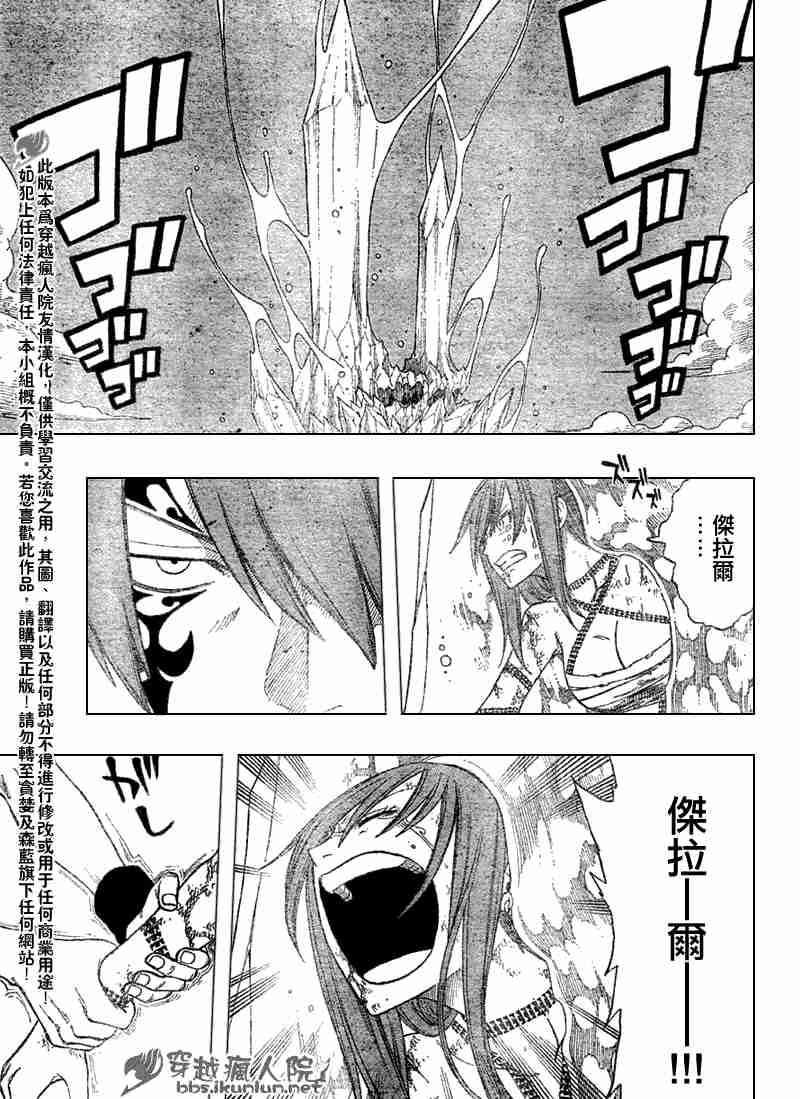 ゴゴゴ
ゴゴゴ
傑拉爾
……
ズズズ
ガシ
傑拉ー爾ーー!!!
此版本爲穿越瘋人院友情漢化！僅供學習交流之用，其圖、翻譯以及任何部分不得進行修改或用于任何商業用途！
如犯上任何法律責任，本小組概不負責。若您喜歡此作品，請購買正版！請勿轉至貪婪及森藍旗下任何網站！
穿越瘋人院
bbs.ikunlun.net